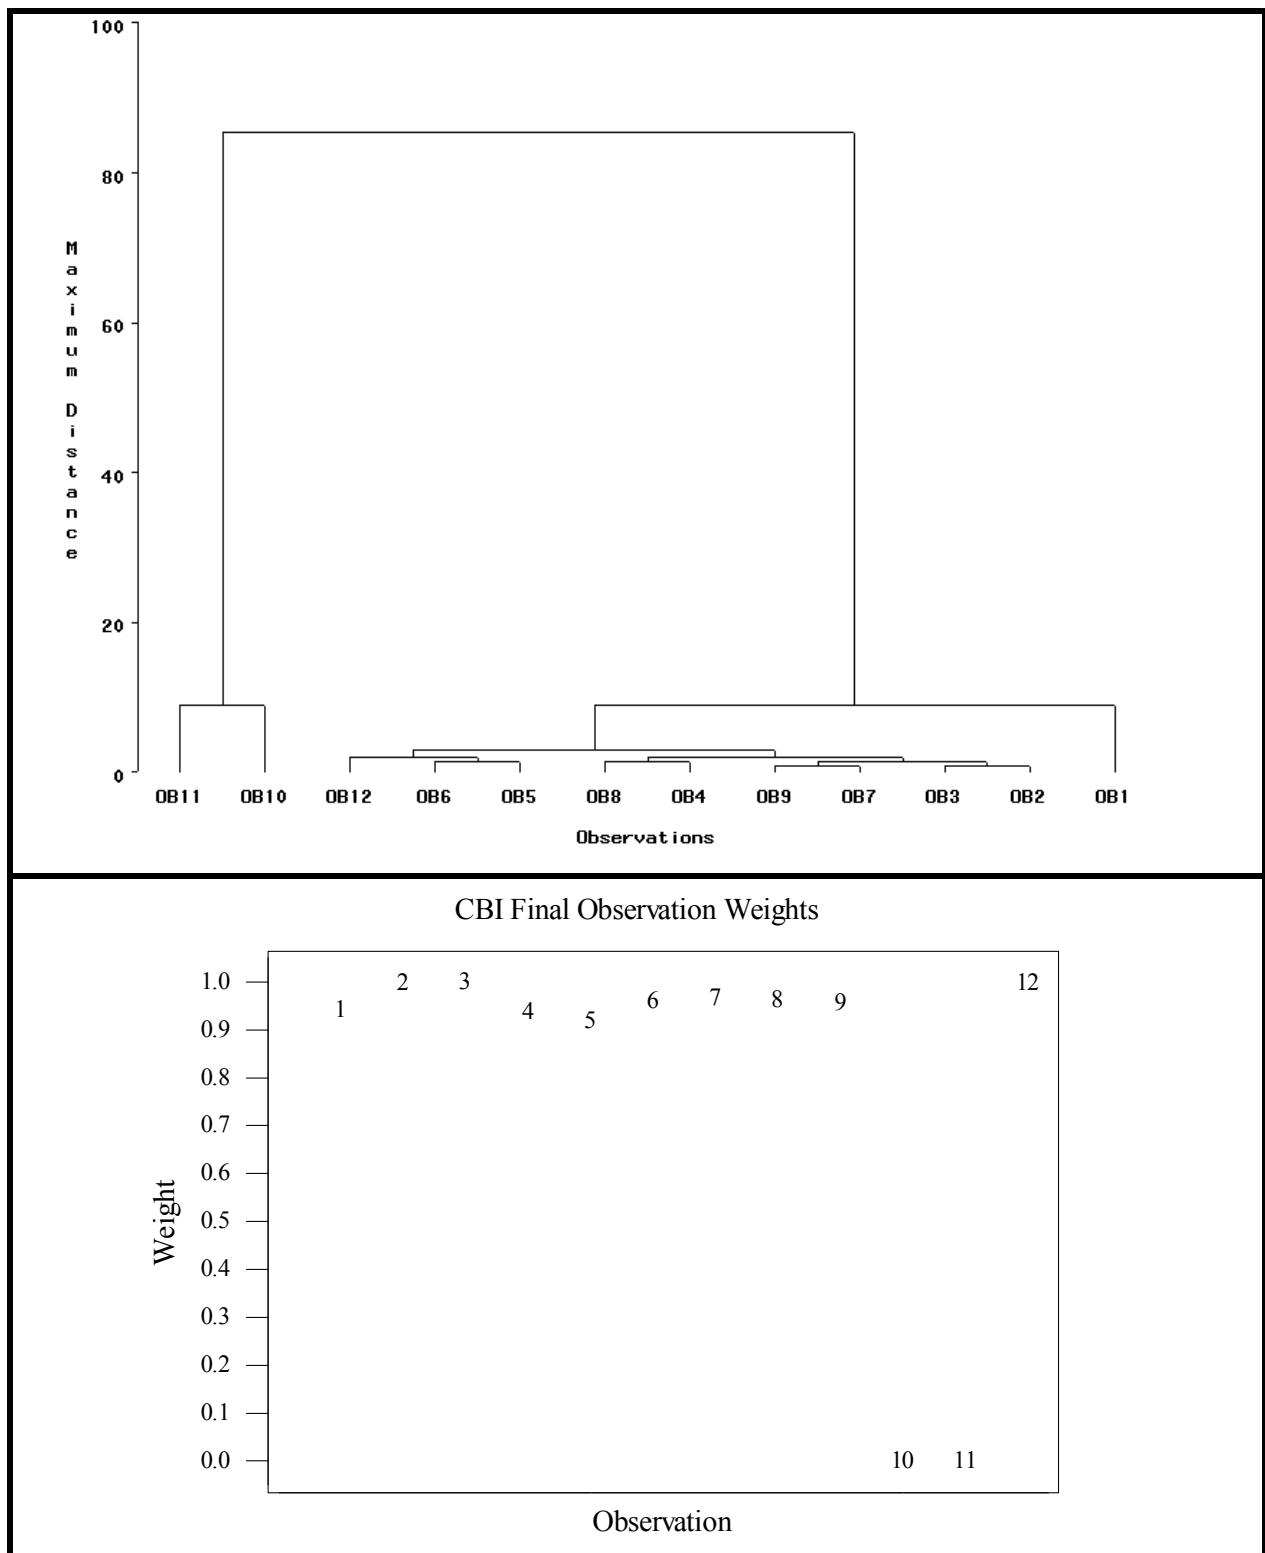 100
80
60
40
20
0
Maximum Distance
OB11 OB10 OB12 OB6 OB5 OB8 OB4 OB9 OB7 OB3 OB2 OB1
Observations
CBI Final Observation Weights
1.0
0.9
0.8
0.7
0.6
0.5
0.4
0.3
0.2
0.1
0.0
Weight
1 2 3 4 5 6 7 8 9 10 11 12
Observation